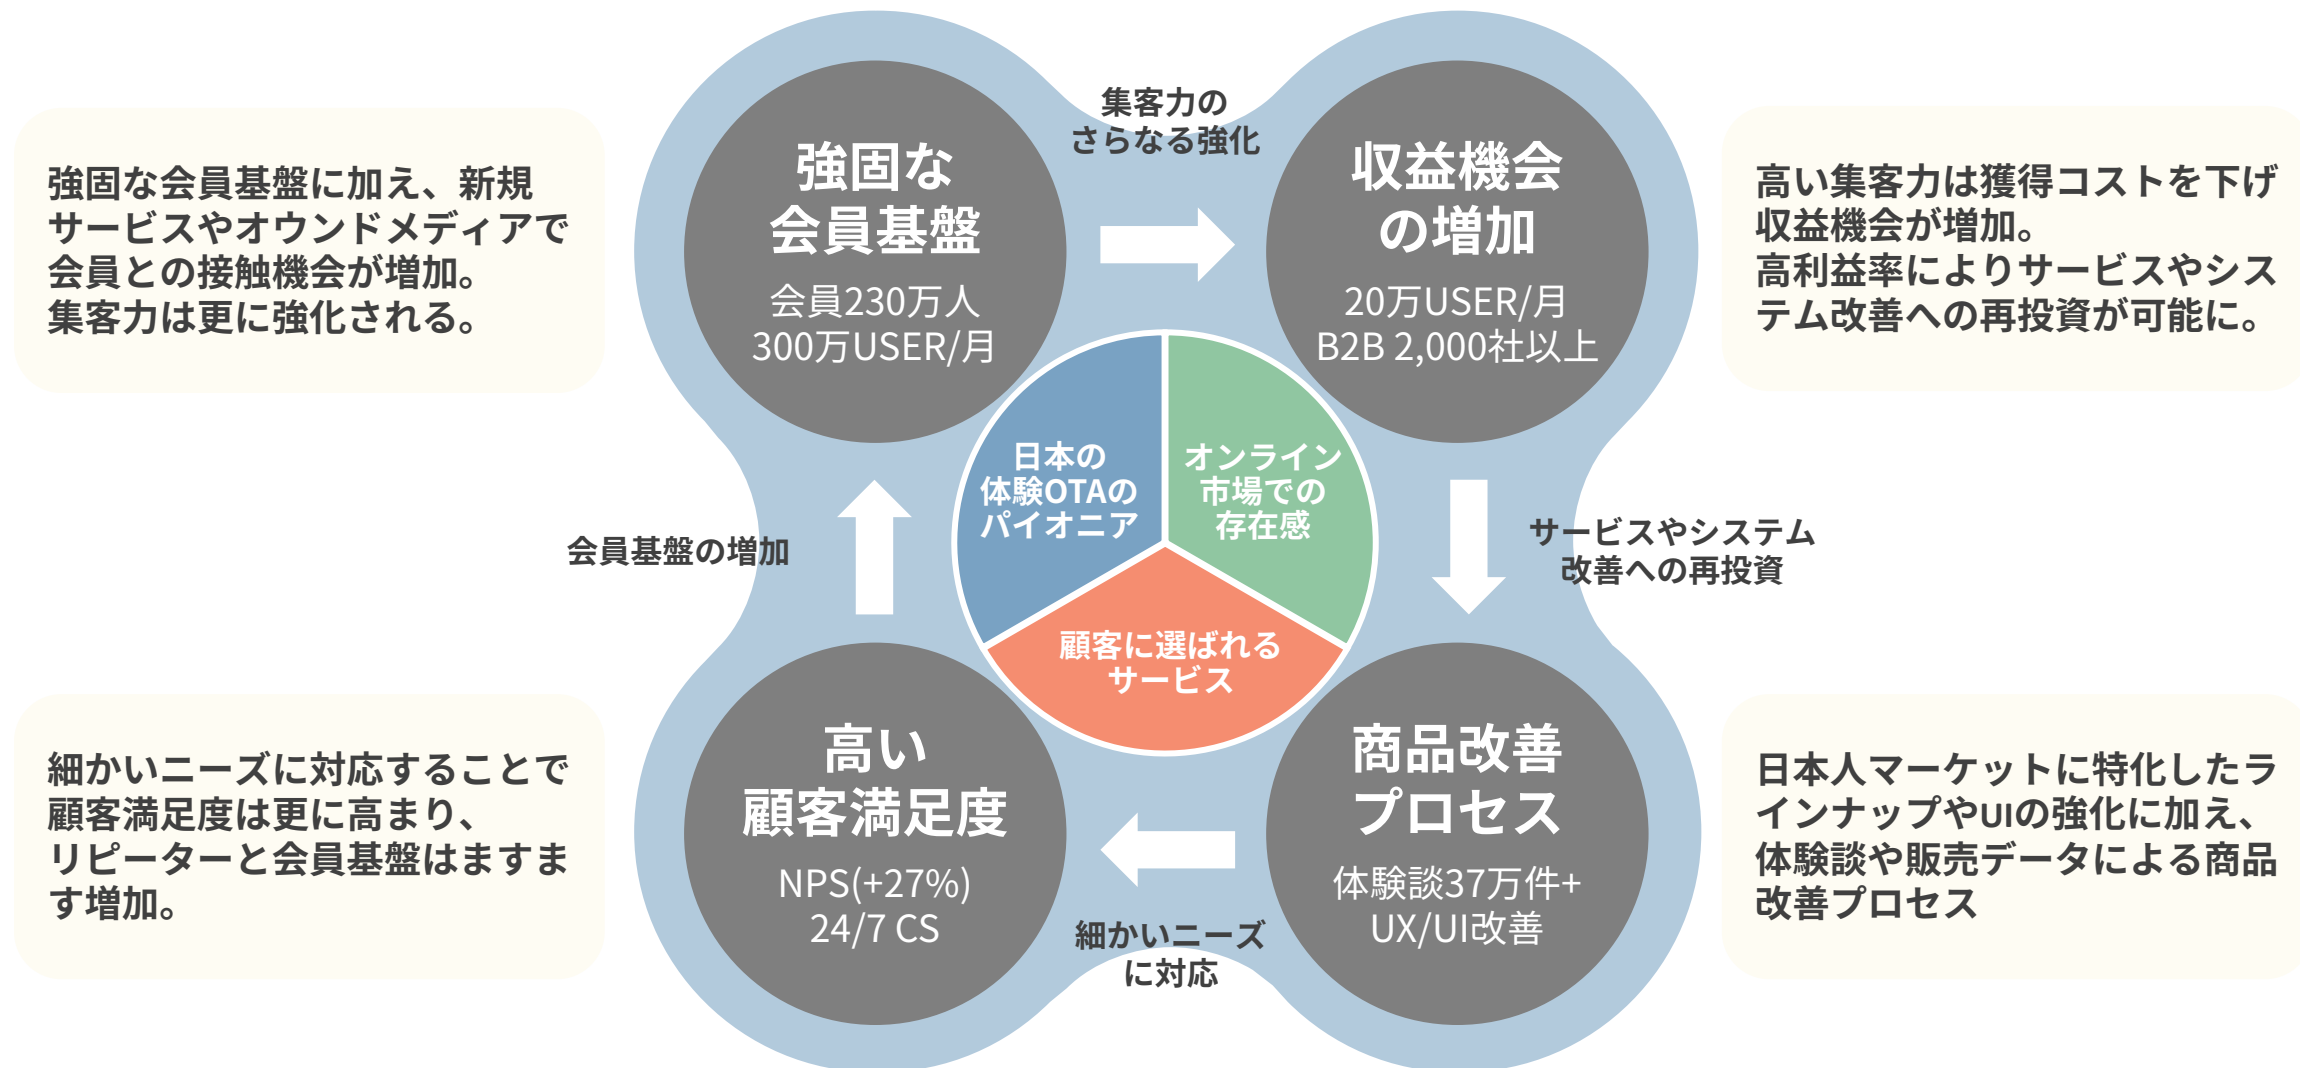 強固な会員基盤に加え、新規
サービスやオウンドメディアで
会員との接触機会が増加。
集客力は更に強化される。
強固な
会員基盤
会員230万人
300万USER/月
集客力の
さらなる強化
収益機会
の増加
20万USER/月
B2B 2,000社以上
高い集客力は獲得コストを下げ
収益機会が増加。
高利益率によりサービスやシス
テム改善への再投資が可能に。
会員基盤の増加
日本の
体験OTAの
パイオニア
オンライン
市場での
存在感
顧客に選ばれる
サービス
サービスやシステム
改善への再投資
細かいニーズに対応することで
顧客満足度は更に高まり、
リピーターと会員基盤はますま
す増加。
高い
顧客満足度
NPS(+27%)
24/7 CS
細かいニーズ
に対応
商品改善
プロセス
体験談37万件+
UX/UI改善
日本人マーケットに特化したラ
インナップやUIの強化に加え、
体験談や販売データによる商品
改善プロセス